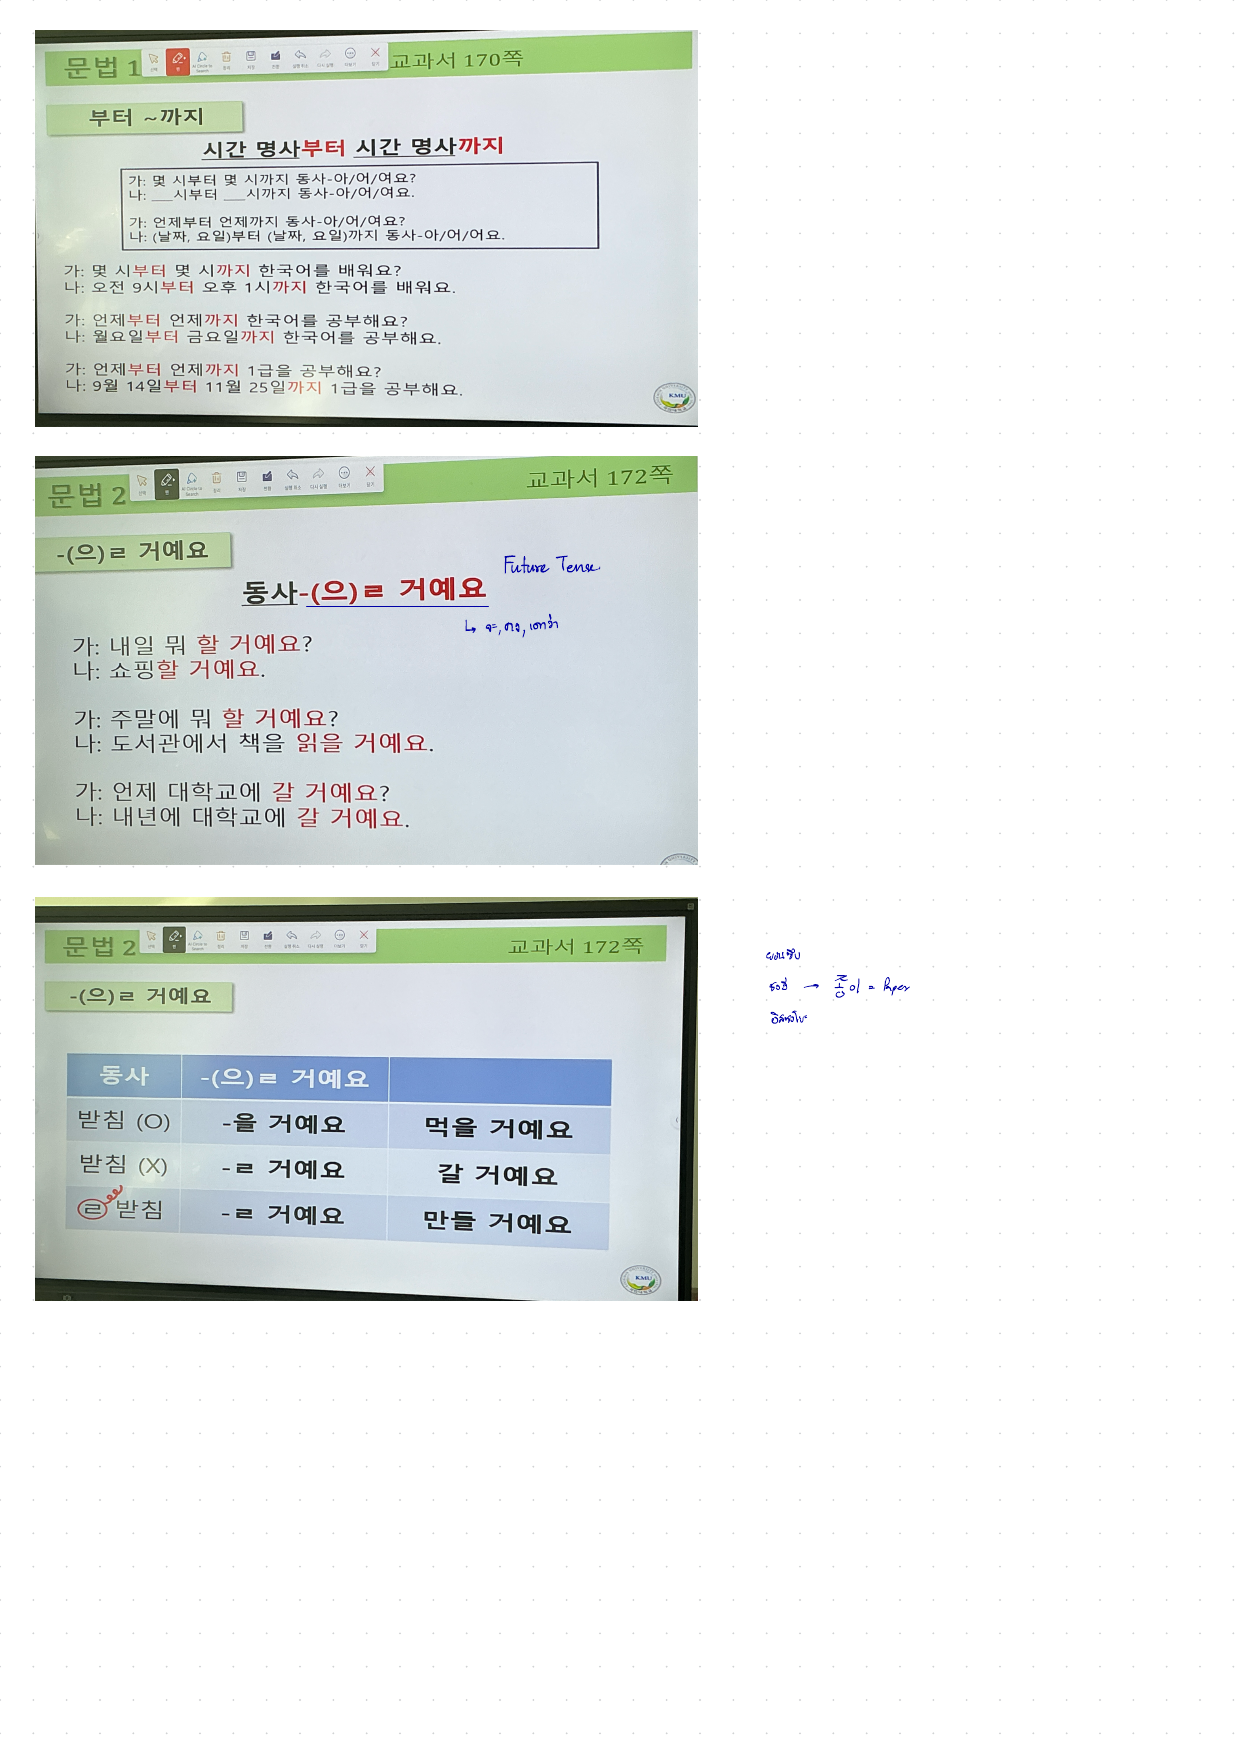 문법 1
교과서 170쪽
부터 ~까지
시간 명사부터 시간 명사까지
가: 몇 시부터 몇 시까지 동사-아/어/여요?
나: __시부터 __시까지 동사-아/어/여요.
가: 언제부터 언제까지 동사-아/어/여요?
나: (날짜, 요일)부터 (날짜, 요일)까지 동사-아/어/어요.
가: 몇 시부터 몇 시까지 한국어를 배워요?
나: 오전 9시부터 오후 1시까지 한국어를 배워요.
가: 언제부터 언제까지 한국어를 공부해요?
나: 월요일부터 금요일까지 한국어를 공부해요.
가: 언제부터 언제까지 1급을 공부해요?
나: 9월 14일부터 11월 25일까지 1급을 공부해요.
KMU
문법 2
교과서 172쪽
-(으)ㄹ 거예요
Future Tense
동사-(으)ㄹ 거예요
↳ จะ,
가: 내일 뭐 할 거예요?
나: 쇼핑할 거예요.
가: 주말에 뭐 할 거예요?
나: 도서관에서 책을 읽을 거예요.
가: 언제 대학교에 갈 거예요?
나: 내년에 대학교에 갈 거예요.
문법 2
교과서 172쪽
-(으)ㄹ 거예요
동사 -(으)ㄹ 거예요
받침 (O) -을 거예요 먹을 거예요
받침 (X) -ㄹ 거예요 갈 거예요
ㄹ 받침 -ㄹ 거예요 만들 거예요
KMU
→ 종이 = Paper